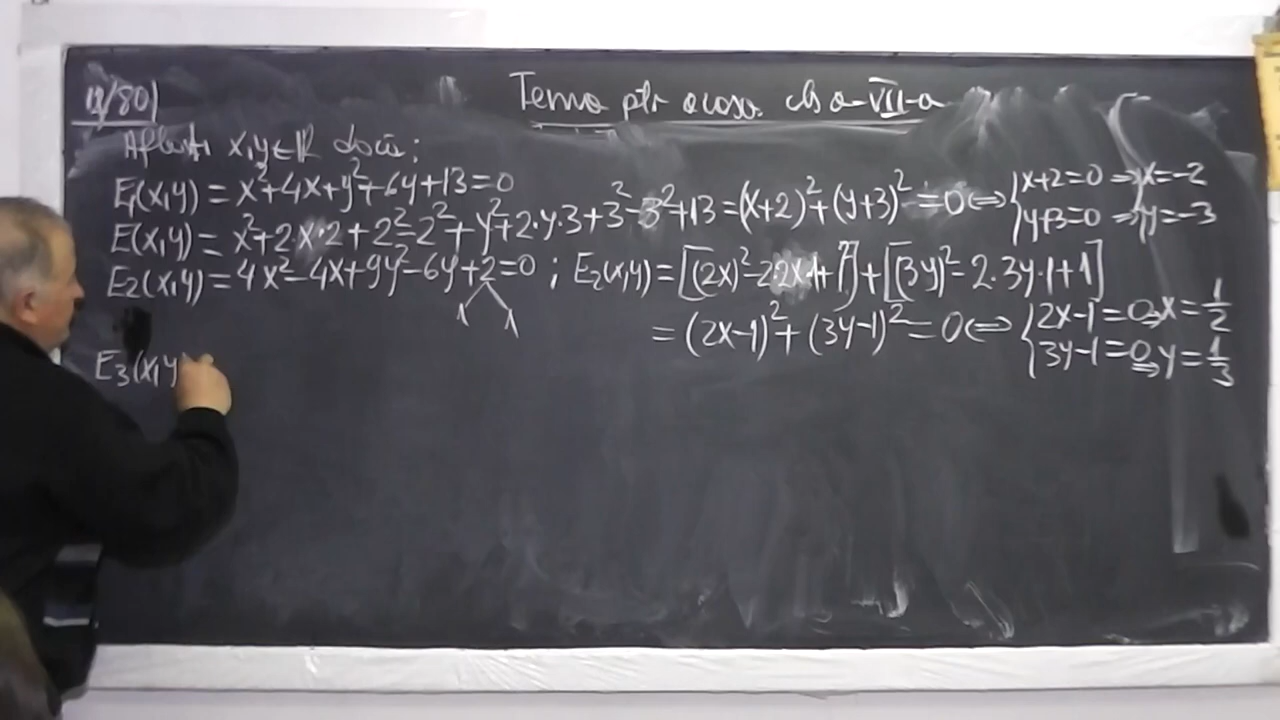 Temă ptr acasă cls a-VII-a
18/80
Aflați x,y∈ℝ dacă:
E₁(x,y) = x²+4x+y²+6y+13=0
E(x,y) = x²+2·x·2+2²-2²+y²+2·y·3+3²-3²+13=(x+2)²+(y+3)²=0⇔{x+2=0⇒x=-2
y+3=0⇒y=-3
E₂(x,y) = 4x²-4x+9y²-6y+2=0 ; E₂(x,y)=[(2x)²-2·2x·1+1²]+[(3y)²-2·3y·1+1]
1 1
=(2x-1)²+(3y-1)²=0⇔{2x-1=0⇒x=1/2
3y-1=0⇒y=1/3
E₃(x,y